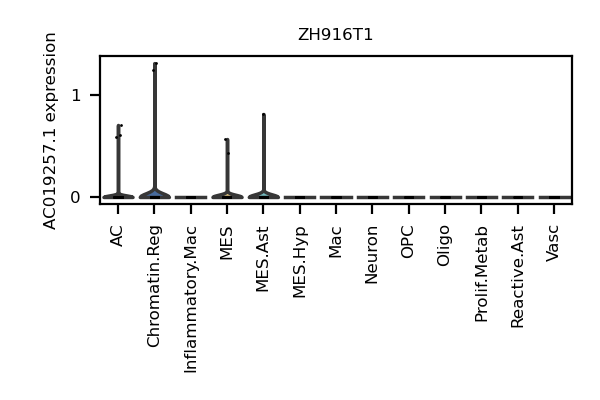 ZH916T1
AC019257.1 expression
1
0
AC
Chromatin.Reg
Inflammatory.Mac
MES
MES.Ast
MES.Hyp
Mac
Neuron
OPC
Oligo
Prolif.Metab
Reactive.Ast
Vasc